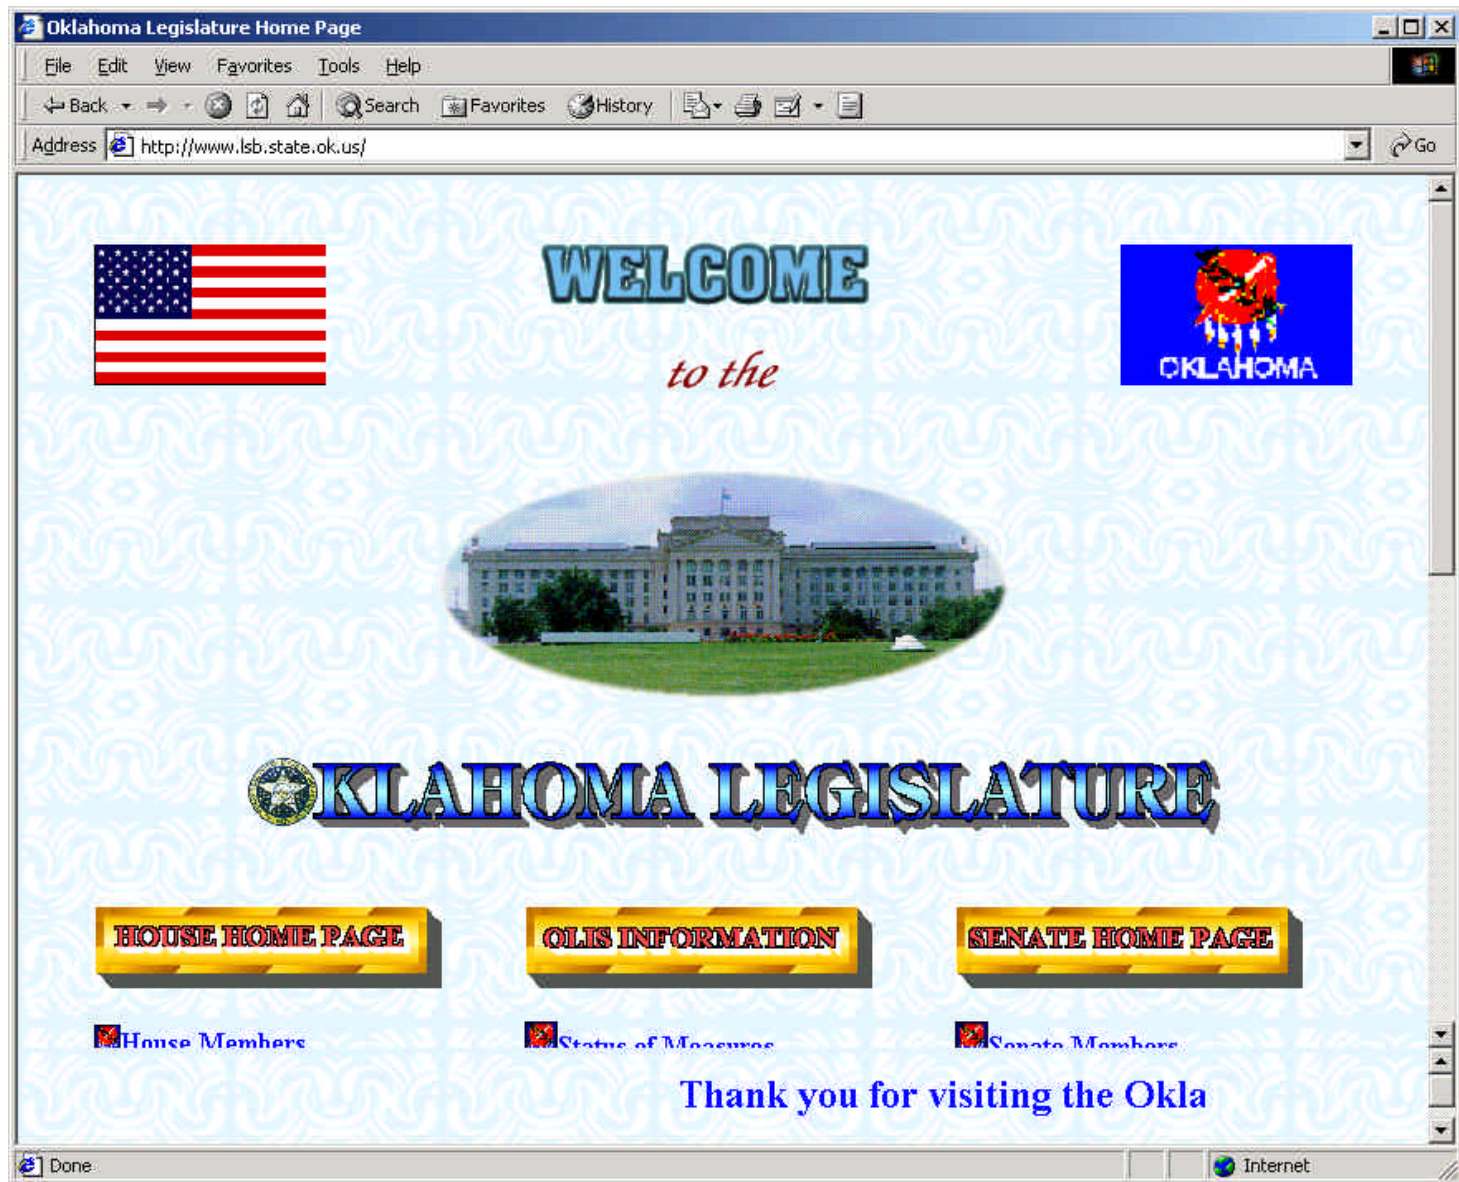 Oklahoma Legislature Home Page
File Edit View Favorites Tools Help
Back Search Favorites History
Address http://www.lsb.state.ok.us/ Go
WELCOME
to the
OKLAHOMA
OKLAHOMA LEGISLATURE
HOUSE HOME PAGE OLIS INFORMATION SENATE HOME PAGE
House Members Status of Measures Senate Members
Thank you for visiting the Okla
Done Internet